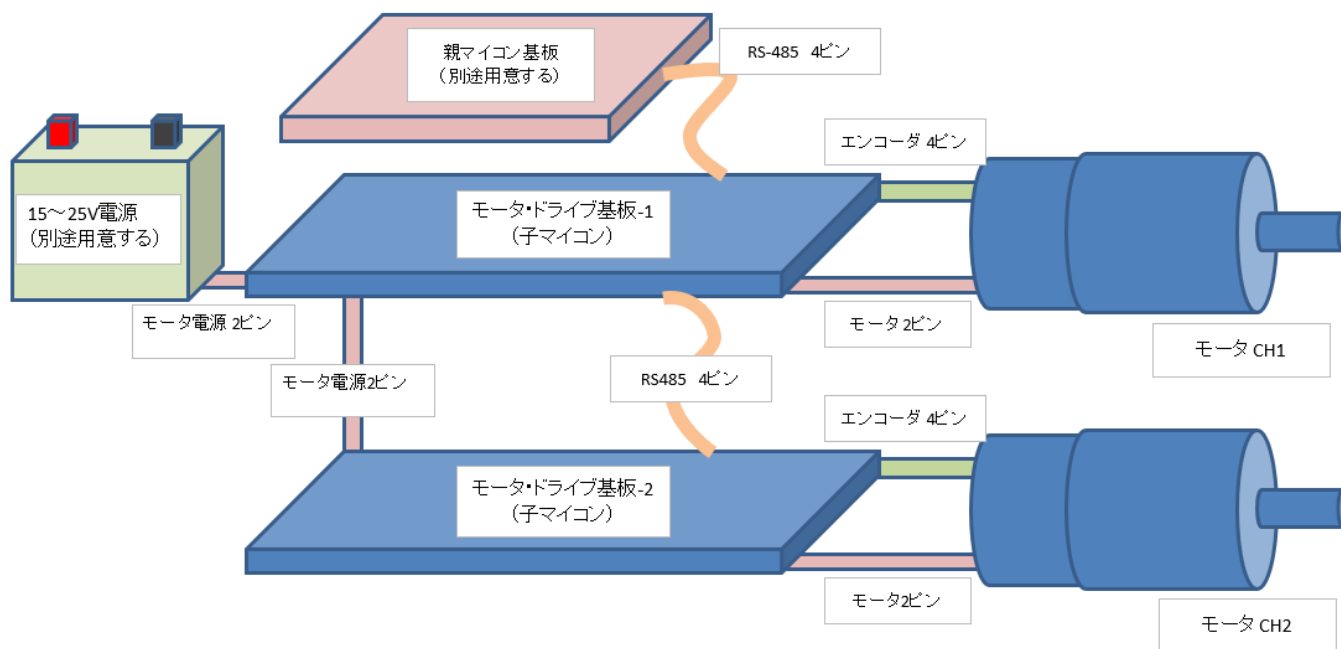 親マイコン基板
(別途用意する)
RS-485 4ピン
エンコーダ 4ピン
15～25V電源
(別途用意する)
モータ・ドライブ基板-1
(子マイコン)
モータ電源 2ピン
モータ 2ピン
モータ CH1
モータ電源2ピン
RS485 4ピン
エンコーダ 4ピン
モータ・ドライブ基板-2
(子マイコン)
モータ2ピン
モータ CH2